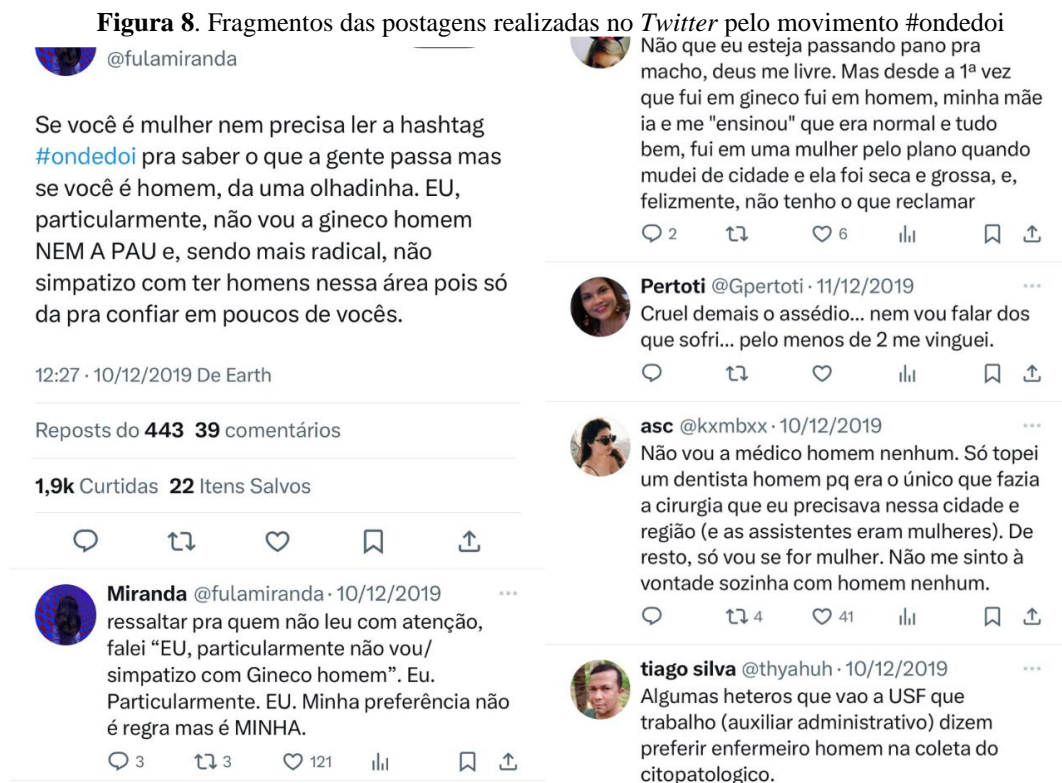 Figura 8. Fragmentos das postagens realizadas no Twitter pelo movimento #ondedoi
@fulamiranda
Se você é mulher nem precisa ler a hashtag
#ondedoi pra saber o que a gente passa mas
se você é homem, da uma olhadinha. EU,
particularmente, não vou a gineco homem
NEM A PAU e, sendo mais radical, não
simpatizo com ter homens nessa área pois só
da pra confiar em poucos de vocês.
12:27 · 10/12/2019 De Earth
Reposts do 443 39 comentários
1,9k Curtidas 22 Itens Salvos
Miranda @fulamiranda · 10/12/2019
ressaltar pra quem não leu com atenção,
falei “EU, particularmente não vou/
simpatizo com Gineco homem”. Eu.
Particularmente. EU. Minha preferência não
é regra mas é MINHA.
3 3 121
Não que eu esteja passando pano pra
macho, deus me livre. Mas desde a 1ª vez
que fui em gineco fui em homem, minha mãe
ia e me "ensinou" que era normal e tudo
bem, fui em uma mulher pelo plano quando
mudei de cidade e ela foi seca e grossa, e,
felizmente, não tenho o que reclamar
2 6
Pertoti @Gpertoti · 11/12/2019
Cruel demais o assédio... nem vou falar dos
que sofri... pelo menos de 2 me vinguei.
asc @kxmbxx · 10/12/2019
Não vou a médico homem nenhum. Só topei
um dentista homem pq era o único que fazia
a cirurgia que eu precisava nessa cidade e
região (e as assistentes eram mulheres). De
resto, só vou se for mulher. Não me sinto à
vontade sozinha com homem nenhum.
4 41
tiago silva @thyahuh · 10/12/2019
Algumas heteros que vao a USF que
trabalho (auxiliar administrativo) dizem
preferir enfermeiro homem na coleta do
citopatologico.